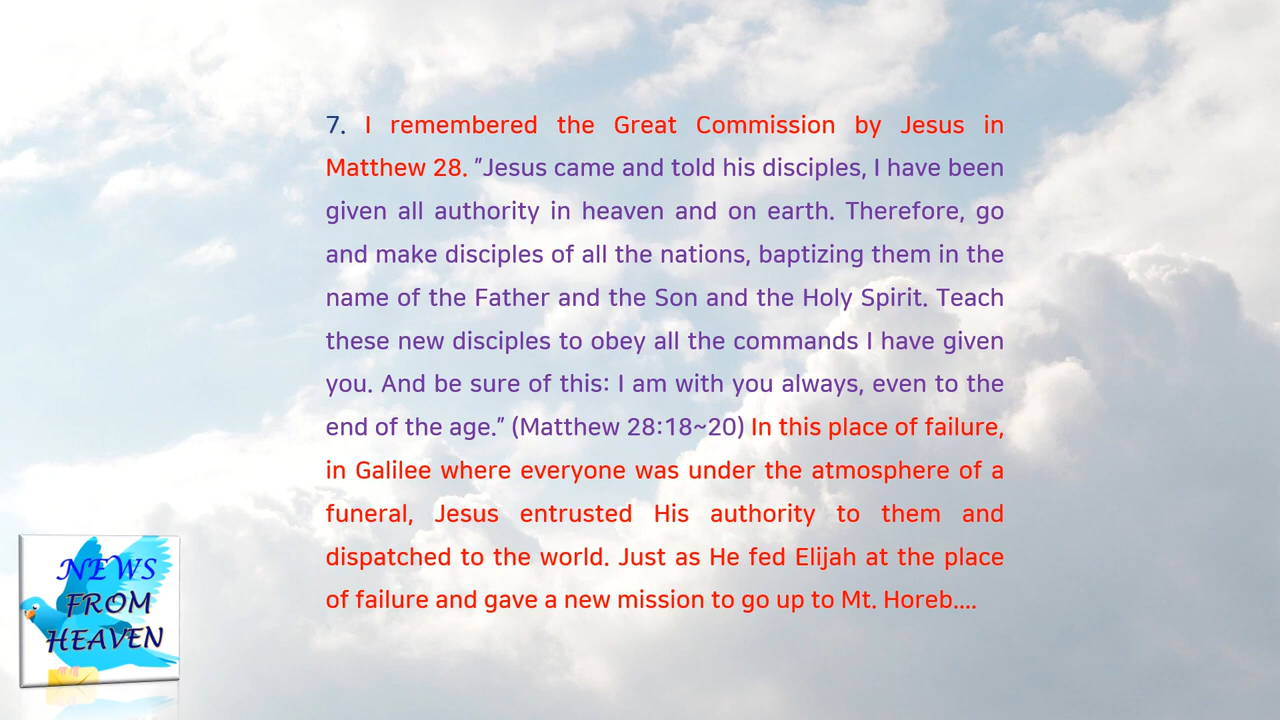 7. I remembered the Great Commission by Jesus in
Matthew 28. "Jesus came and told his disciples, I have been
given all authority in heaven and on earth. Therefore, go
and make disciples of all the nations, baptizing them in the
name of the Father and the Son and the Holy Spirit. Teach
these new disciples to obey all the commands I have given
you. And be sure of this: I am with you always, even to the
end of the age." (Matthew 28:18~20) In this place of failure,
in Galilee where everyone was under the atmosphere of a
funeral, Jesus entrusted His authority to them and
dispatched to the world. Just as He fed Elijah at the place
of failure and gave a new mission to go up to Mt. Horeb....
NEWS
FROM
HEAVEN